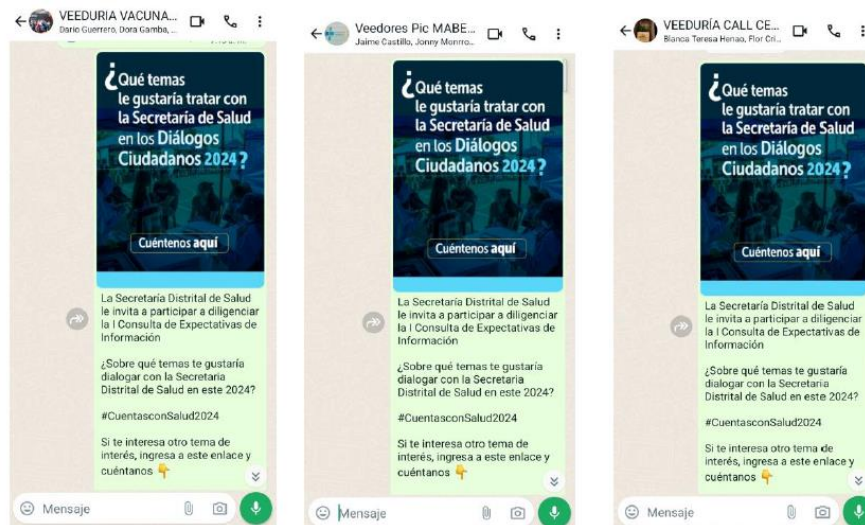 VEEDURIA VACUNA...
Dario Guerrero, Dora Gamba, ...
¿Qué temas
le gustaría tratar con
la Secretaría de Salud
en los Diálogos
Ciudadanos 2024?
Cuéntenos aquí
La Secretaría Distrital de Salud
le invita a participar a diligenciar
la I Consulta de Expectativas de
Información
¿Sobre qué temas te gustaría
dialogar con la Secretaria
Distrital de Salud en este 2024?
#CuentasconSalud2024
Si te interesa otro tema de
interés, ingresa a este enlace y
cuéntanos 👇
Mensaje
Veedores Pic MABE...
Jaime Castillo, Jonny Monrro...
¿Qué temas
le gustaría tratar con
la Secretaría de Salud
en los Diálogos
Ciudadanos 2024?
Cuéntenos aquí
La Secretaría Distrital de Salud
le invita a participar a diligenciar
la I Consulta de Expectativas de
Información
¿Sobre qué temas te gustaría
dialogar con la Secretaria
Distrital de Salud en este 2024?
#CuentasconSalud2024
Si te interesa otro tema de
interés, ingresa a este enlace y
cuéntanos 👇
Mensaje
VEEDURÍA CALL CE...
Blanca Teresa Henao, Flor Cri...
¿Qué temas
le gustaría tratar con
la Secretaría de Salud
en los Diálogos
Ciudadanos 2024?
Cuéntenos aquí
La Secretaría Distrital de Salud
le invita a participar a diligenciar
la I Consulta de Expectativas de
Información
¿Sobre qué temas te gustaría
dialogar con la Secretaria
Distrital de Salud en este 2024?
#CuentasconSalud2024
Si te interesa otro tema de
interés, ingresa a este enlace y
cuéntanos 👇
Mensaje